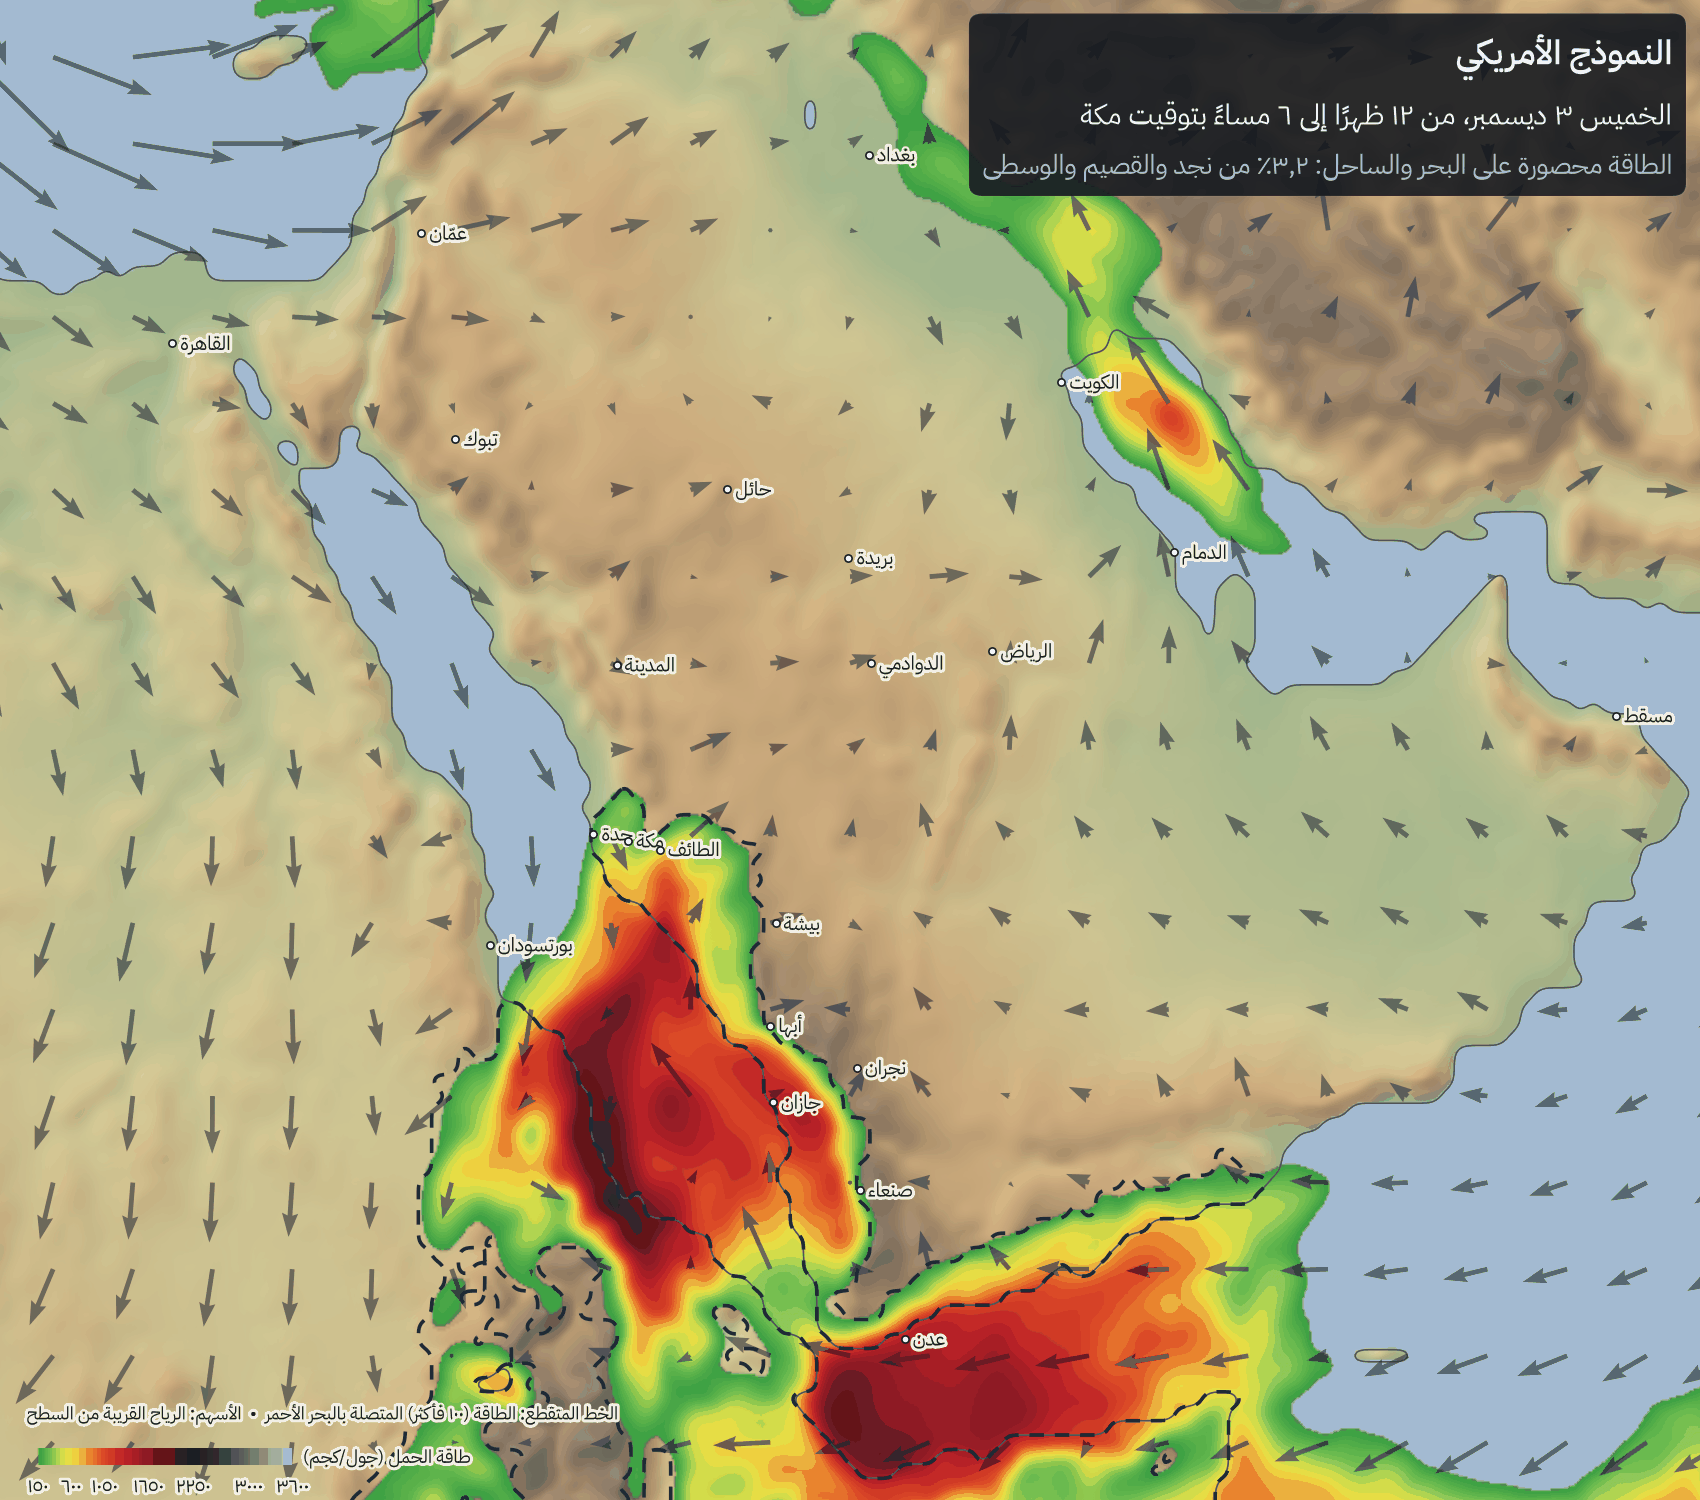 النموذج الأمريكي
الخميس ٣ ديسمبر، من ١٢ ظهرًا إلى ٦ مساءً بتوقيت مكة
الطاقة محصورة على البحر والساحل: ٣,٢٪ من نجد والقصيم والوسطى
بغداد
عمّان
القاهرة
الكويت
تبوك
حائل
الدمام
بريدة
الرياض
الدوادمي
المدينة
مسقط
جدة
مكة
الطائف
بيشة
بورتسودان
أبها
نجران
جازان
صنعاء
عدن
الخط المتقطع: الطاقة (١٠٠ فأكثر) المتصلة بالبحر الأحمر • الأسهم: الرياح القريبة من السطح
طاقة الحمل (جول/كجم)
١٥٠ ٦٠٠ ١٠٥٠ ١٦٥٠ ٢٢٥٠ ٣٠٠٠ ٣٦٠٠